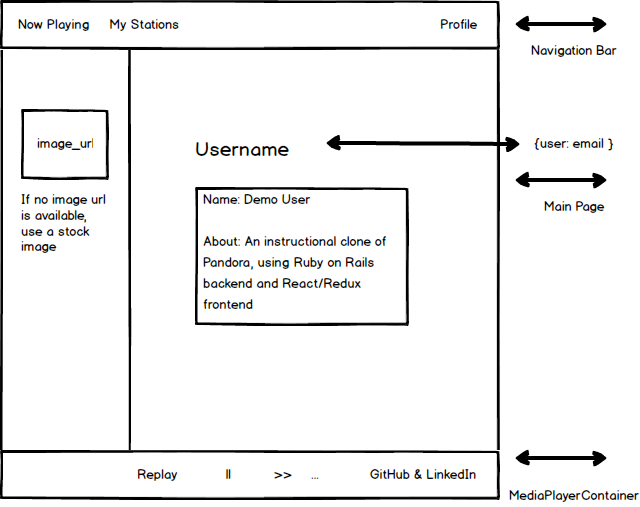 Now Playing My Stations Profile
Navigation Bar
image_url
Username
{user: email }
If no image url
is available,
use a stock
image
Main Page
Name: Demo User
About: An instructional clone of
Pandora, using Ruby on Rails
backend and React/Redux
frontend
Replay || >> ... GitHub & LinkedIn
MediaPlayerContainer